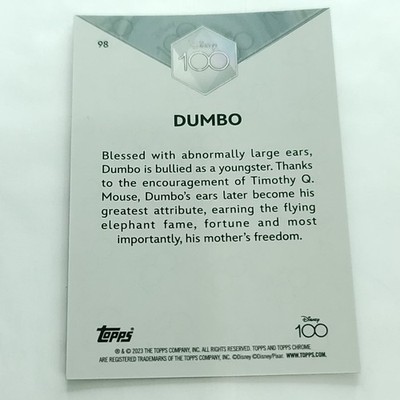 98
Disney
100
DUMBO
Blessed with abnormally large ears,
Dumbo is bullied as a youngster. Thanks
to the encouragement of Timothy Q.
Mouse, Dumbo's ears later become his
greatest attribute, earning the flying
elephant fame, fortune and most
importantly, his mother's freedom.
Topps
Disney
100
® & © 2023 THE TOPPS COMPANY, INC. ALL RIGHTS RESERVED. TOPPS AND TOPPS CHROME
ARE REGISTERED TRADEMARKS OF THE TOPPS COMPANY, INC. ©Disney ©Disney/Pixar. WWW.TOPPS.COM.